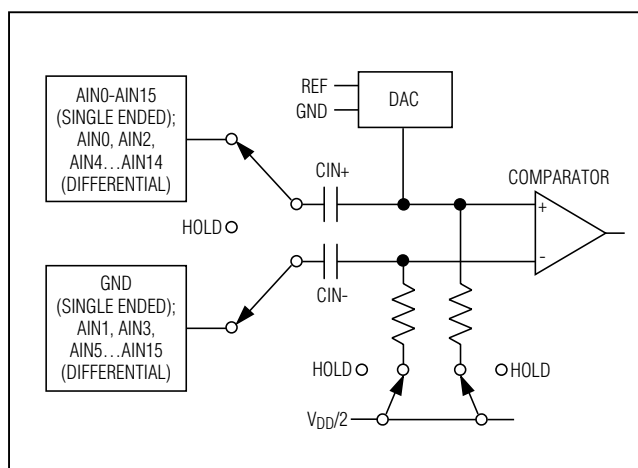 AIN0-AIN15
(SINGLE ENDED);
AIN0, AIN2,
AIN4…AIN14
(DIFFERENTIAL)
REF
GND
DAC
CIN+
COMPARATOR
+
-
HOLD
GND
(SINGLE ENDED);
AIN1, AIN3,
AIN5…AIN15
(DIFFERENTIAL)
CIN-
HOLD
HOLD
VDD/2